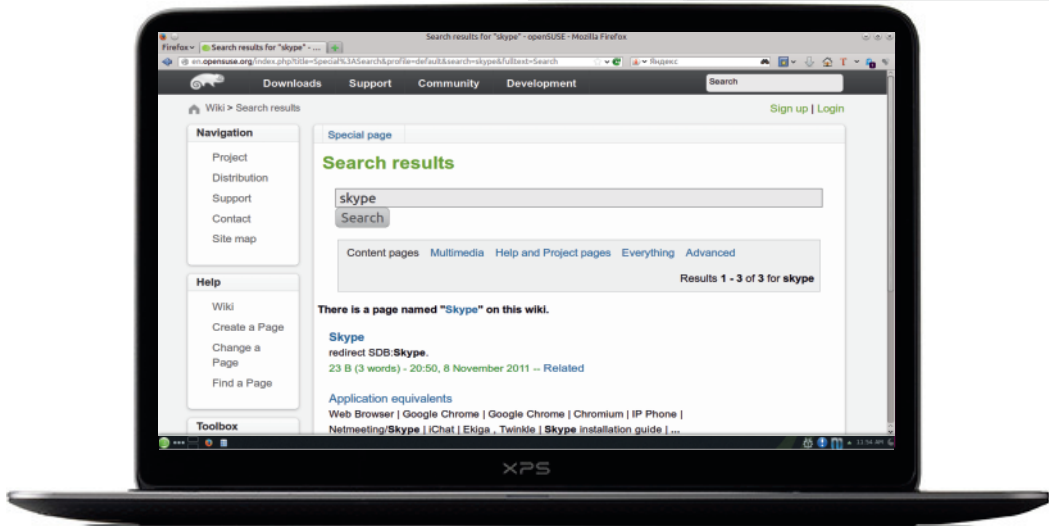 Search results for "skype" - openSUSE - Mozilla Firefox
Firefox
Search results for "skype" - ...
en.opensuse.org/index.php?title=Special%3ASearch&profile=default&search=skype&fulltext=Search
Яндекс
Downloads Support Community Development
Search
Wiki > Search results
Sign up | Login
Navigation
Project
Distribution
Support
Contact
Site map
Help
Wiki
Create a Page
Change a
Page
Find a Page
Toolbox
Special page
Search results
skype
Search
Content pages Multimedia Help and Project pages Everything Advanced
Results 1 - 3 of 3 for skype
There is a page named "Skype" on this wiki.
Skype
redirect SDB:Skype.
23 B (3 words) - 20:50, 8 November 2011 -- Related
Application equivalents
Web Browser | Google Chrome | Google Chrome | Chromium | IP Phone |
Netmeeting/Skype | iChat | Ekiga , Twinkle | Skype installation guide | ...
11:54 AM
XPS